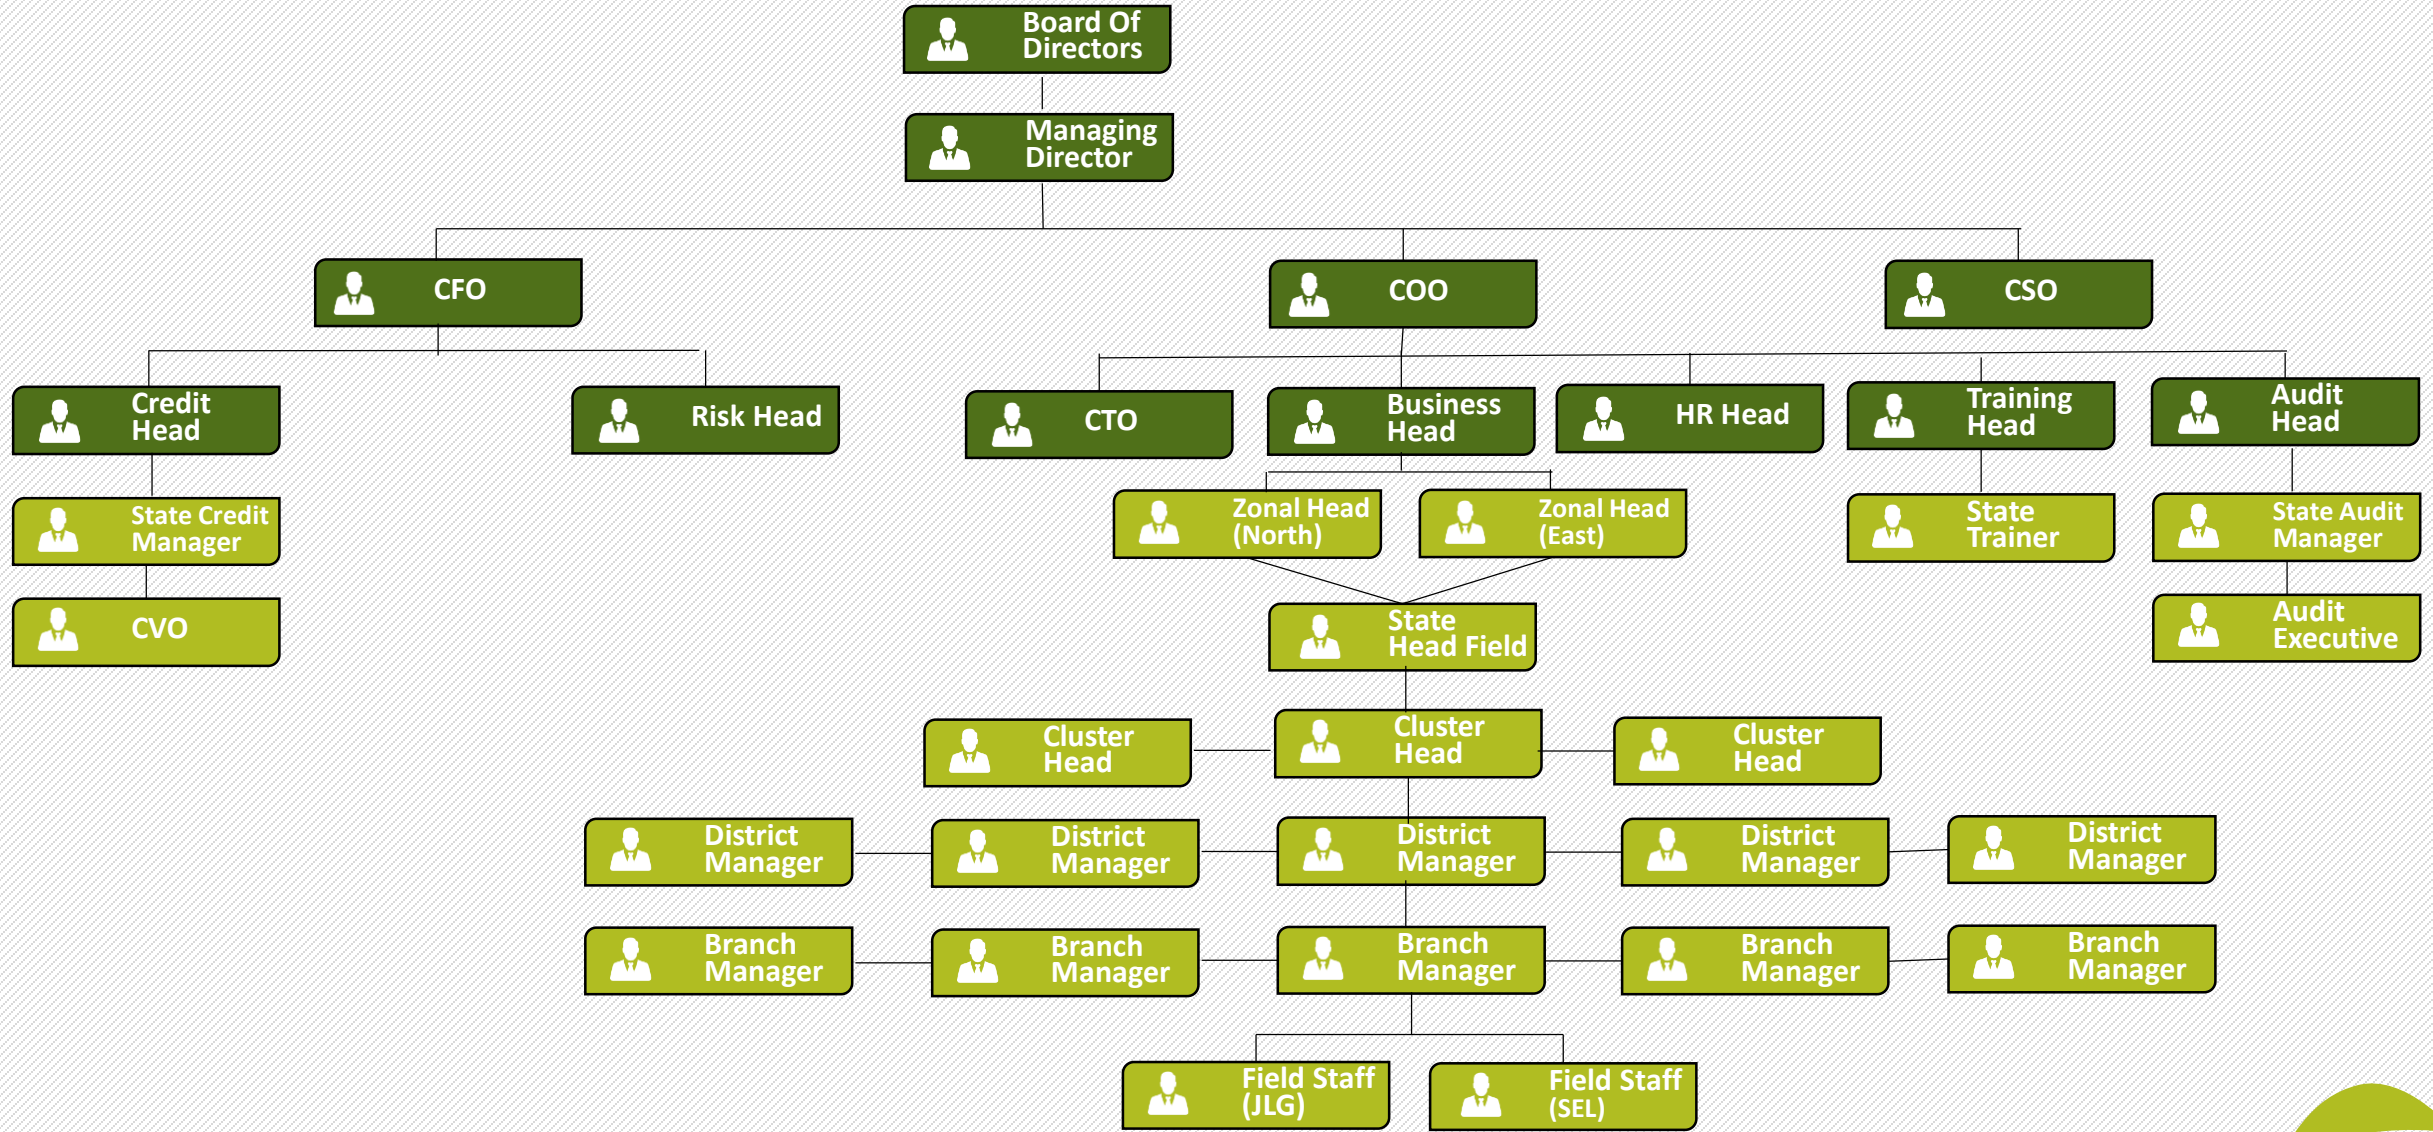 Board Of
Directors
Managing
Director
CFO
COO
CSO
Credit
Head
Risk Head
CTO
Business
Head
HR Head
Training
Head
Audit
Head
State Credit
Manager
Zonal Head
(North)
Zonal Head
(East)
State
Trainer
State Audit
Manager
CVO
State
Head Field
Audit
Executive
Cluster
Head
Cluster
Head
Cluster
Head
District
Manager
District
Manager
District
Manager
District
Manager
District
Manager
Branch
Manager
Branch
Manager
Branch
Manager
Branch
Manager
Branch
Manager
Field Staff
(JLG)
Field Staff
(SEL)